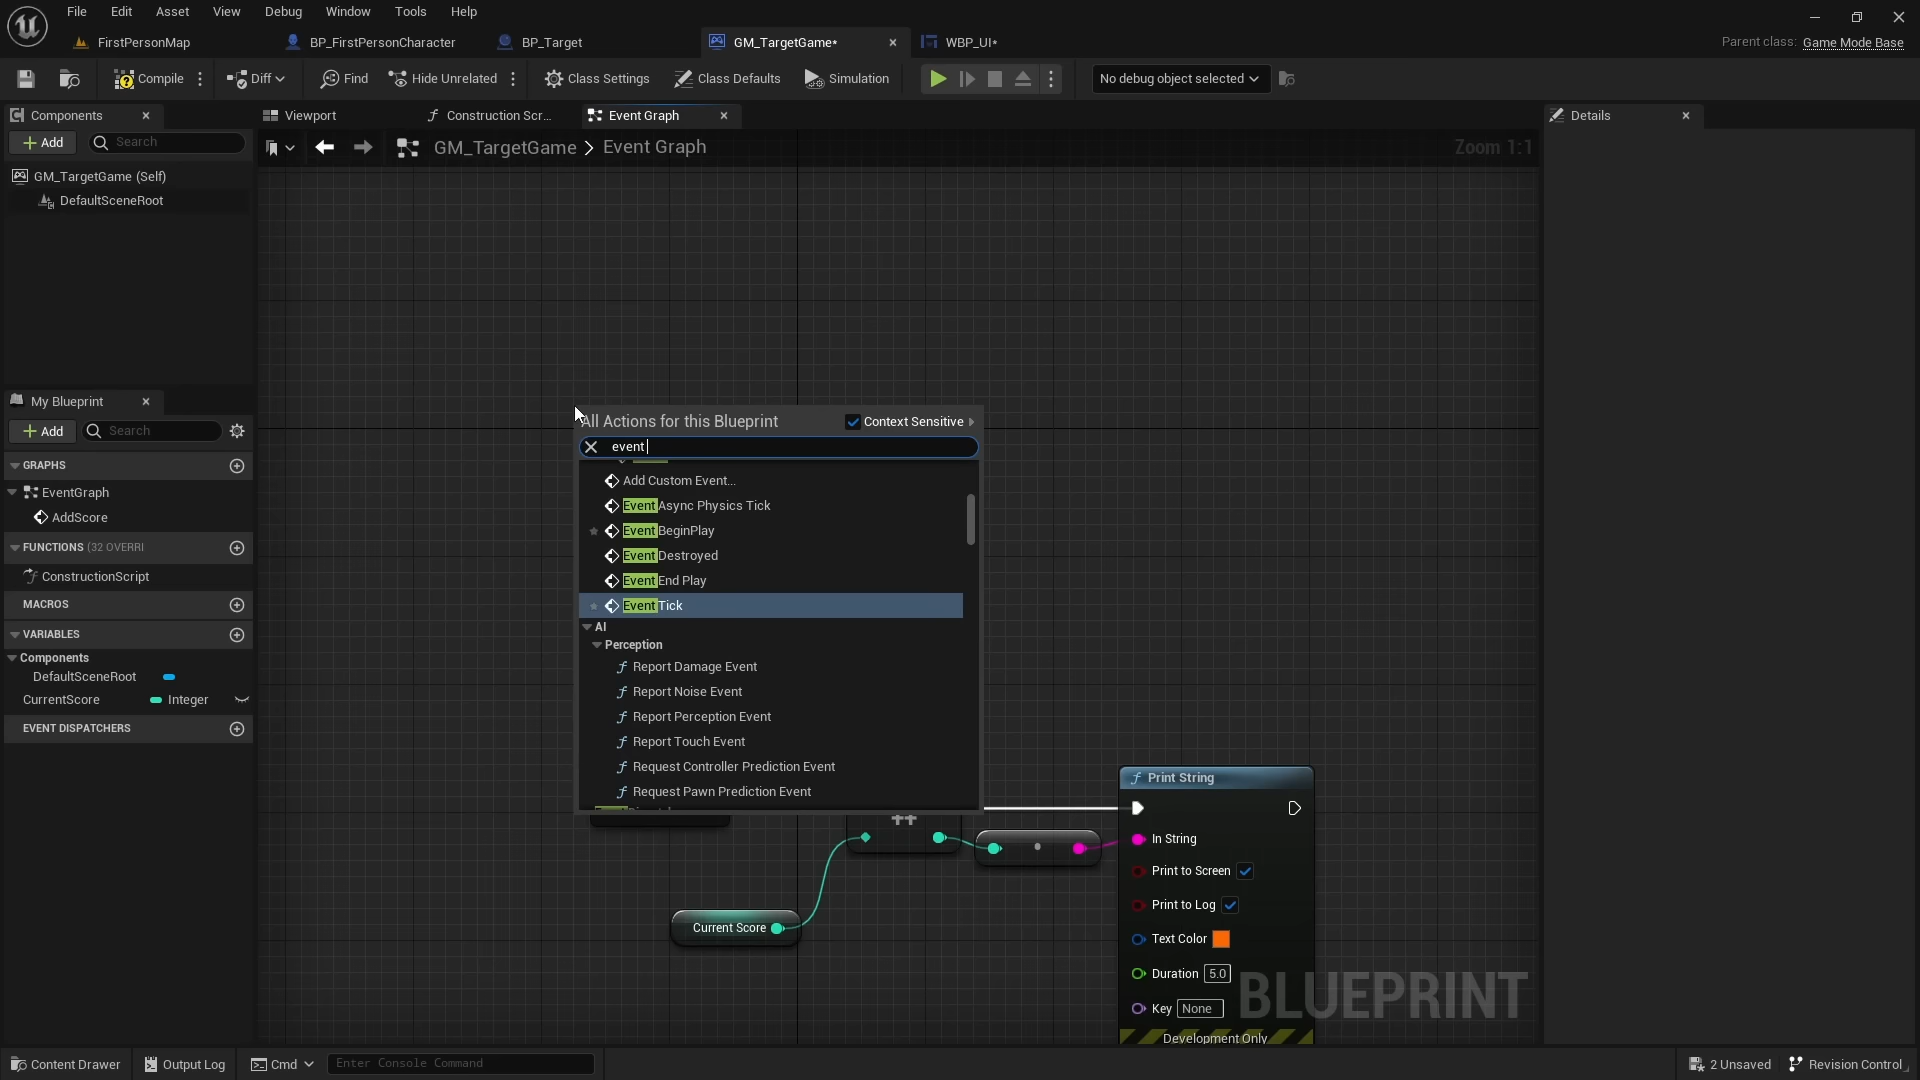 File Edit Asset View Debug Window Tools Help
FirstPersonMap BP_FirstPersonCharacter BP_Target GM_TargetGame* WBP_UI* Parent class: Game Mode Base
Compile Diff Find Hide Unrelated Class Settings Class Defaults Simulation No debug object selected
Components Viewport Construction Scr... Event Graph Details
Add Search GM_TargetGame > Event Graph Zoom 1:1
GM_TargetGame (Self)
DefaultSceneRoot
My Blueprint
Add Search
GRAPHS
EventGraph
AddScore
FUNCTIONS (32 OVERRI
ConstructionScript
MACROS
VARIABLES
Components
DefaultSceneRoot
CurrentScore Integer
EVENT DISPATCHERS
All Actions for this Blueprint Context Sensitive
event
Add Custom Event...
Event Async Physics Tick
Event BeginPlay
Event Destroyed
Event End Play
Event Tick
AI
Perception
Report Damage Event
Report Noise Event
Report Perception Event
Report Touch Event
Request Controller Prediction Event
Request Pawn Prediction Event
Print String
++
In String
Print to Screen
Print to Log
Current Score
Text Color
Duration 5.0
Key None
Development Only
BLUEPRINT
Content Drawer Output Log Cmd Enter Console Command 2 Unsaved Revision Control